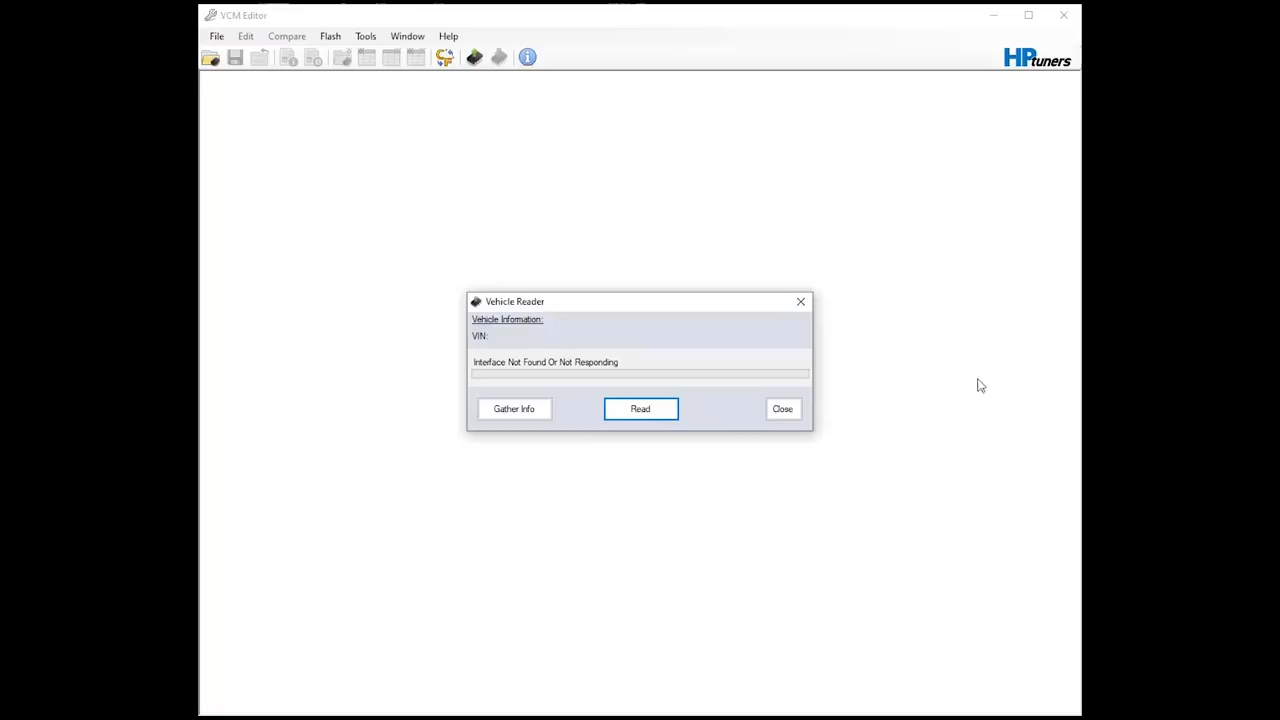 VCM Editor
File Edit Compare Flash Tools Window Help
HPtuners
Vehicle Reader
Vehicle Information:
VIN:
Interface Not Found Or Not Responding
Gather Info Read Close